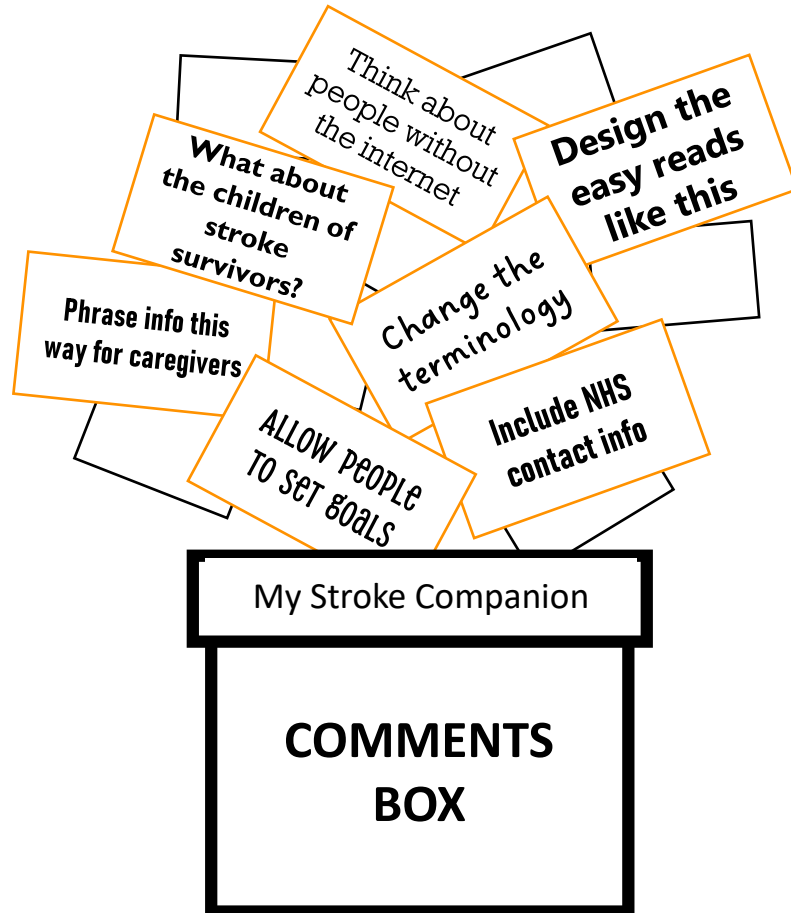 Think about
people without
the internet
Design the
easy reads
like this
What about
the children of
stroke
survivors?
Change the
terminology
Phrase info this
way for caregivers
Include NHS
contact info
ALLOW PEOPLE
TO SET GOALS
My Stroke Companion
COMMENTS
BOX